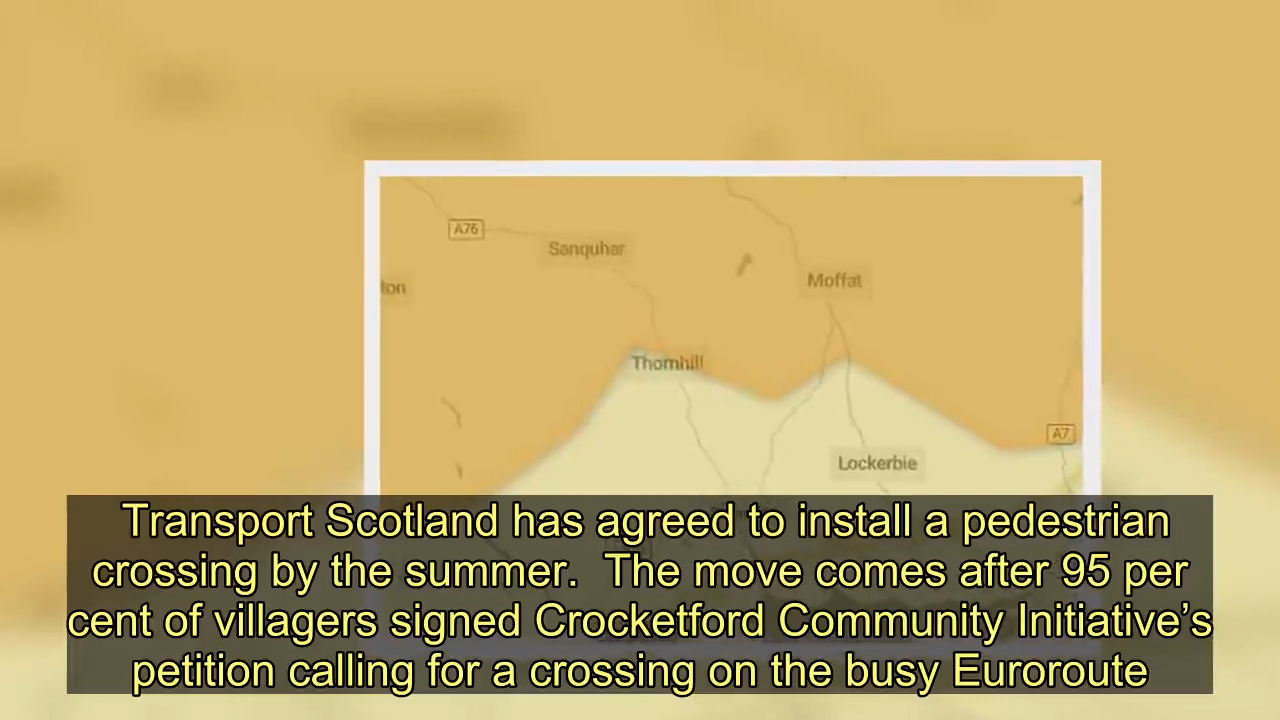 A76
Sanquhar
Moffat
ton
Thornhill
A7
Lockerbie
Transport Scotland has agreed to install a pedestrian
crossing by the summer.  The move comes after 95 per
cent of villagers signed Crocketford Community Initiative’s
petition calling for a crossing on the busy Euroroute